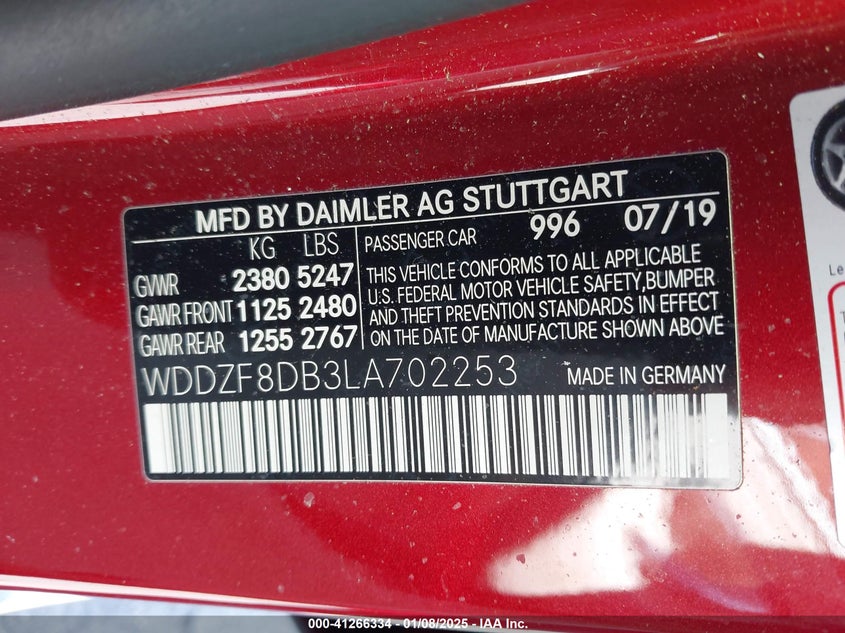 MFD BY DAIMLER AG STUTTGART
KG LBS
GVWR 2380 5247
GAWR FRONT 1125 2480
GAWR REAR 1255 2767
PASSENGER CAR 996 07/19
THIS VEHICLE CONFORMS TO ALL APPLICABLE
U.S. FEDERAL MOTOR VEHICLE SAFETY,BUMPER
AND THEFT PREVENTION STANDARDS IN EFFECT
ON THE DATE OF MANUFACTURE SHOWN ABOVE
WDDZF8DB3LA702253 MADE IN GERMANY
Le
000-41266334 - 01/08/2025 - IAA Inc.